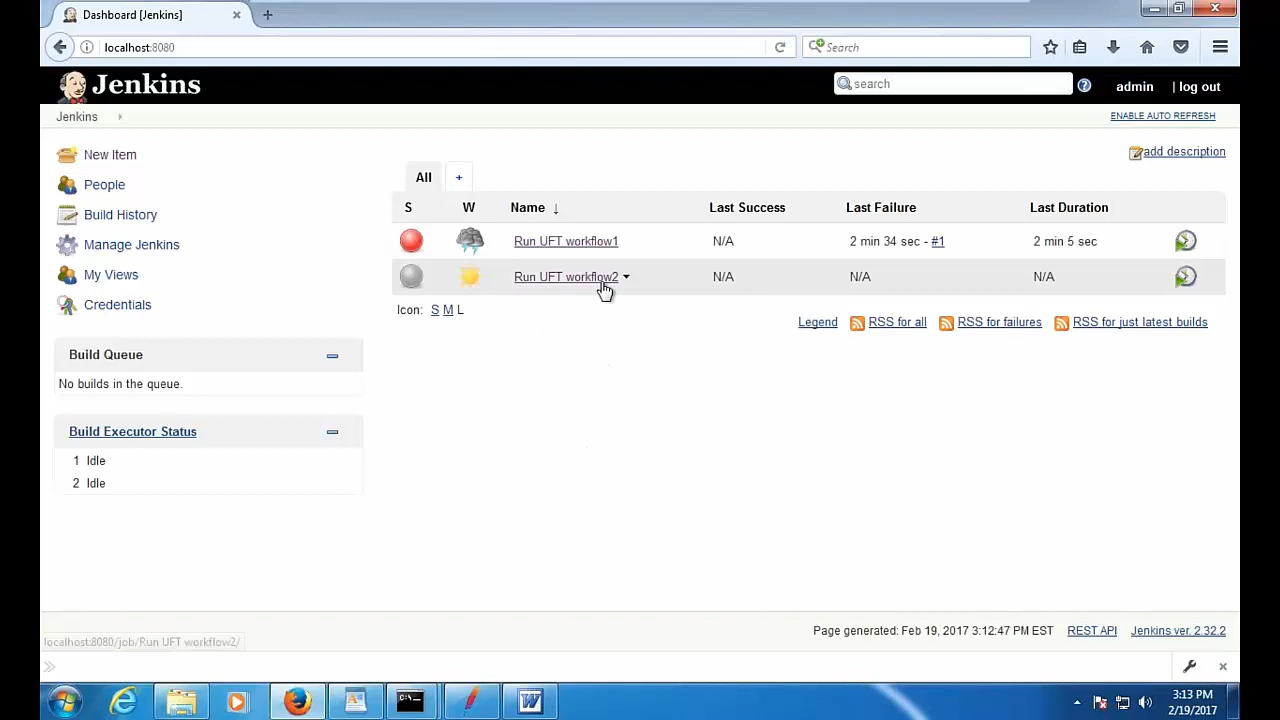 Dashboard [Jenkins]
localhost:8080
Search
Jenkins
search
admin
| log out
Jenkins
ENABLE AUTO REFRESH
New Item
People
Build History
Manage Jenkins
My Views
Credentials
add description
All
+
S W Name ↓ Last Success Last Failure Last Duration
Run UFT workflow1 N/A 2 min 34 sec - #1 2 min 5 sec
Run UFT workflow2 N/A N/A N/A
Icon: S M L
Legend RSS for all RSS for failures RSS for just latest builds
Build Queue
No builds in the queue.
Build Executor Status
1 Idle
2 Idle
Page generated: Feb 19, 2017 3:12:47 PM EST REST API Jenkins ver. 2.32.2
localhost:8080/job/Run UFT workflow2/
3:13 PM
2/19/2017